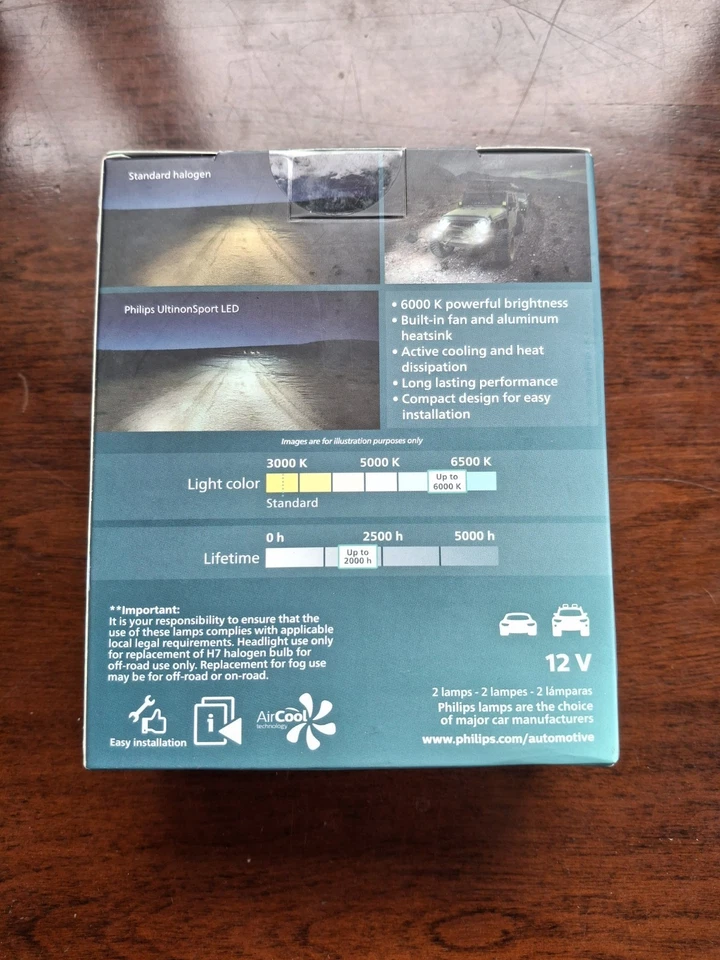 Standard halogen
Philips UltinonSport LED
• 6000 K powerful brightness
• Built-in fan and aluminum
heatsink
• Active cooling and heat
dissipation
• Long lasting performance
• Compact design for easy
installation
Images are for illustration purposes only
3000 K 5000 K 6500 K
Light color
Up to
6000 K
Standard
0 h 2500 h 5000 h
Lifetime
Up to
2000 h
**Important:
It is your responsibility to ensure that the
use of these lamps complies with applicable
local legal requirements. Headlight use only
for replacement of H7 halogen bulb for
off-road use only. Replacement for fog use
may be for off-road or on-road.
Easy installation
i
AirCool
technology
12 V
2 lamps - 2 lampes - 2 lámparas
Philips lamps are the choice
of major car manufacturers
www.philips.com/automotive